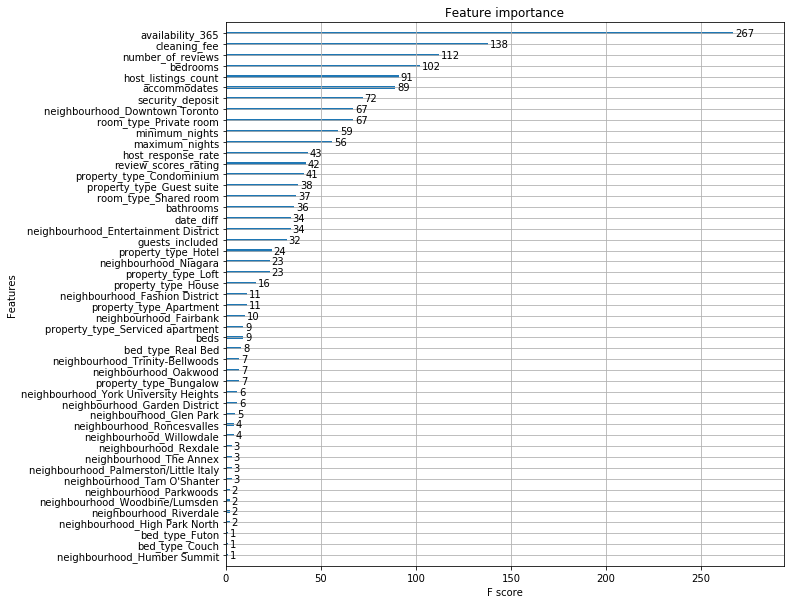 Feature importance
availability_365 267
cleaning_fee 138
number_of_reviews 112
bedrooms 102
host_listings_count 91
accommodates 89
security_deposit 72
neighbourhood_Downtown Toronto 67
room_type_Private room 67
minimum_nights 59
maximum_nights 56
host_response_rate 43
review_scores_rating 42
property_type_Condominium 41
property_type_Guest suite 38
room_type_Shared room 37
bathrooms 36
date_diff 34
neighbourhood_Entertainment District 34
guests_included 32
property_type_Hotel 24
neighbourhood_Niagara 23
property_type_Loft 23
property_type_House 16
neighbourhood_Fashion District 11
property_type_Apartment 11
neighbourhood_Fairbank 10
property_type_Serviced apartment 9
beds 9
bed_type_Real Bed 8
neighbourhood_Trinity-Bellwoods 7
neighbourhood_Oakwood 7
property_type_Bungalow 7
neighbourhood_York University Heights 6
neighbourhood_Garden District 6
neighbourhood_Glen Park 5
neighbourhood_Roncesvalles 4
neighbourhood_Willowdale 4
neighbourhood_Rexdale 3
neighbourhood_The Annex 3
neighbourhood_Palmerston/Little Italy 3
neighbourhood_Tam O'Shanter 3
neighbourhood_Parkwoods 2
neighbourhood_Woodbine/Lumsden 2
neighbourhood_Riverdale 2
neighbourhood_High Park North 2
bed_type_Futon 1
bed_type_Couch 1
neighbourhood_Humber Summit 1
Features
0 50 100 150 200 250
F score